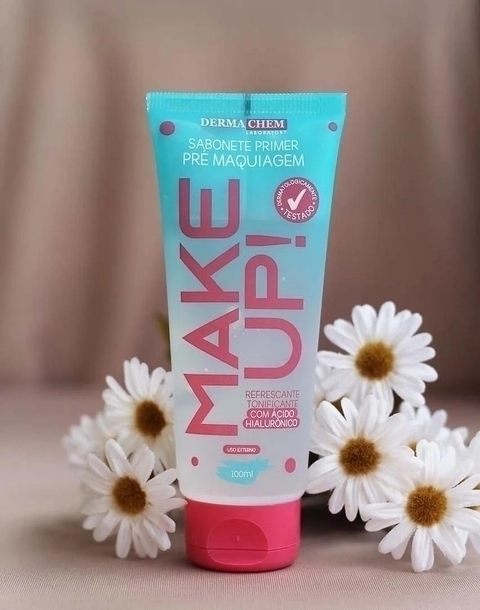 DERMA CHEM
LABORATORY
SABONETE PRIMER
PRÉ MAQUIAGEM
DERMATOLOGICAMENTE
TESTADO
MAKE
UP!
REFRESCANTE
TONIFICANTE
COM ÁCIDO
HIALURÔNICO
USO EXTERNO
100ml